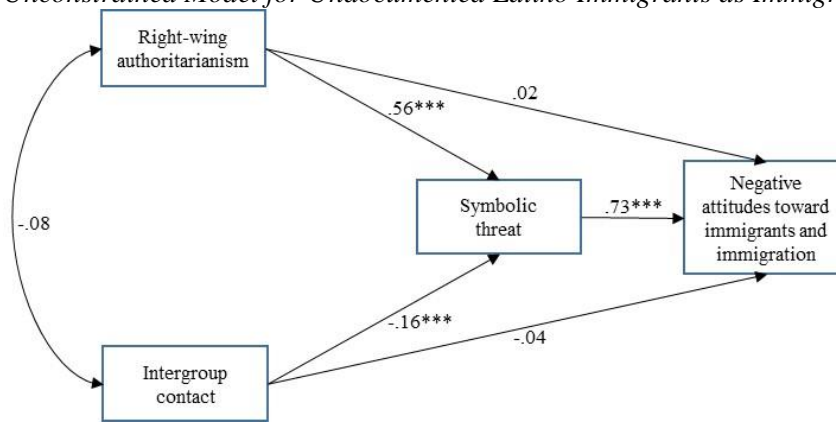 Unconstrained Model for Undocumented Latino Immigrants as
Right-wing
authoritarianism
.02
.56***
Symbolic
threat
.73***
Negative
attitudes toward
immigrants and
immigration
-.08
-.16***
-.04
Intergroup
contact